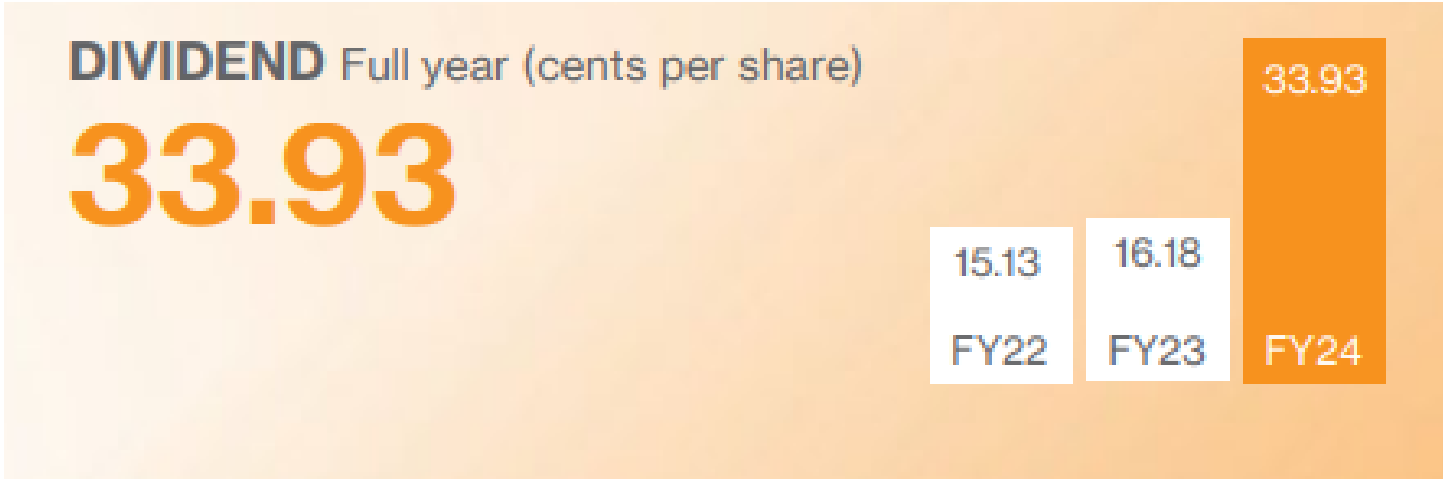 DIVIDEND Full year (cents per share)
33.93
15.13
FY22
16.18
FY23
33.93
FY24